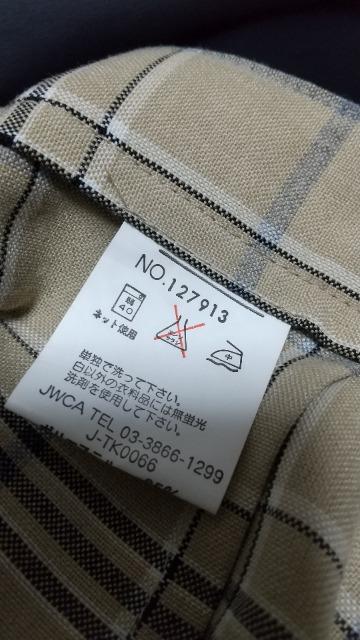 NO.127913
弱
40
中
ネット使用
単独で洗って下さい。
白以外の衣料品には無蛍光
洗剤を使用して下さい。
JWCA TEL 03-3866-1299
J-TK0066